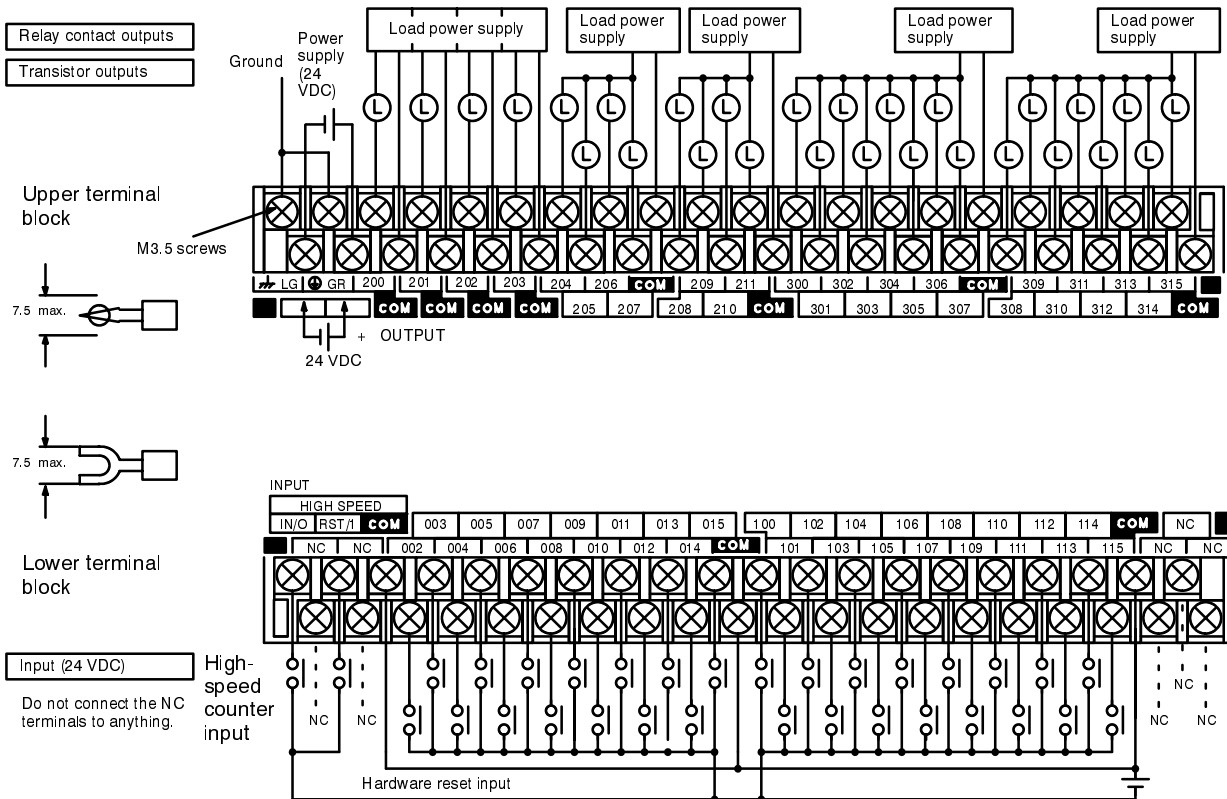 Relay contact outputs
Transistor outputs
Ground
Power
supply
(24
VDC)
Load power supply
Load power
supply
Load power
supply
Load power
supply
Load power
supply
L L L L L L L L L L L L L L L L
L L L L L L L L L L L L
Upper terminal
block
M3.5 screws
LG GR 200 201 202 203 204 206 COM 209 211 300 302 304 306 COM 309 311 313 315
COM COM COM COM 205 207 208 210 COM 301 303 305 307 308 310 312 314 COM
+ OUTPUT
24 VDC
7.5 max.
7.5 max.
INPUT
HIGH SPEED
IN/O RST/1 COM 003 005 007 009 011 013 015 100 102 104 106 108 110 112 114 COM NC
NC NC 002 004 006 008 010 012 014 COM 101 103 105 107 109 111 113 115 NC NC
Lower terminal
block
Input (24 VDC)
Do not connect the NC
terminals to anything.
High-
speed
counter
input
NC NC NC NC NC
Hardware reset input